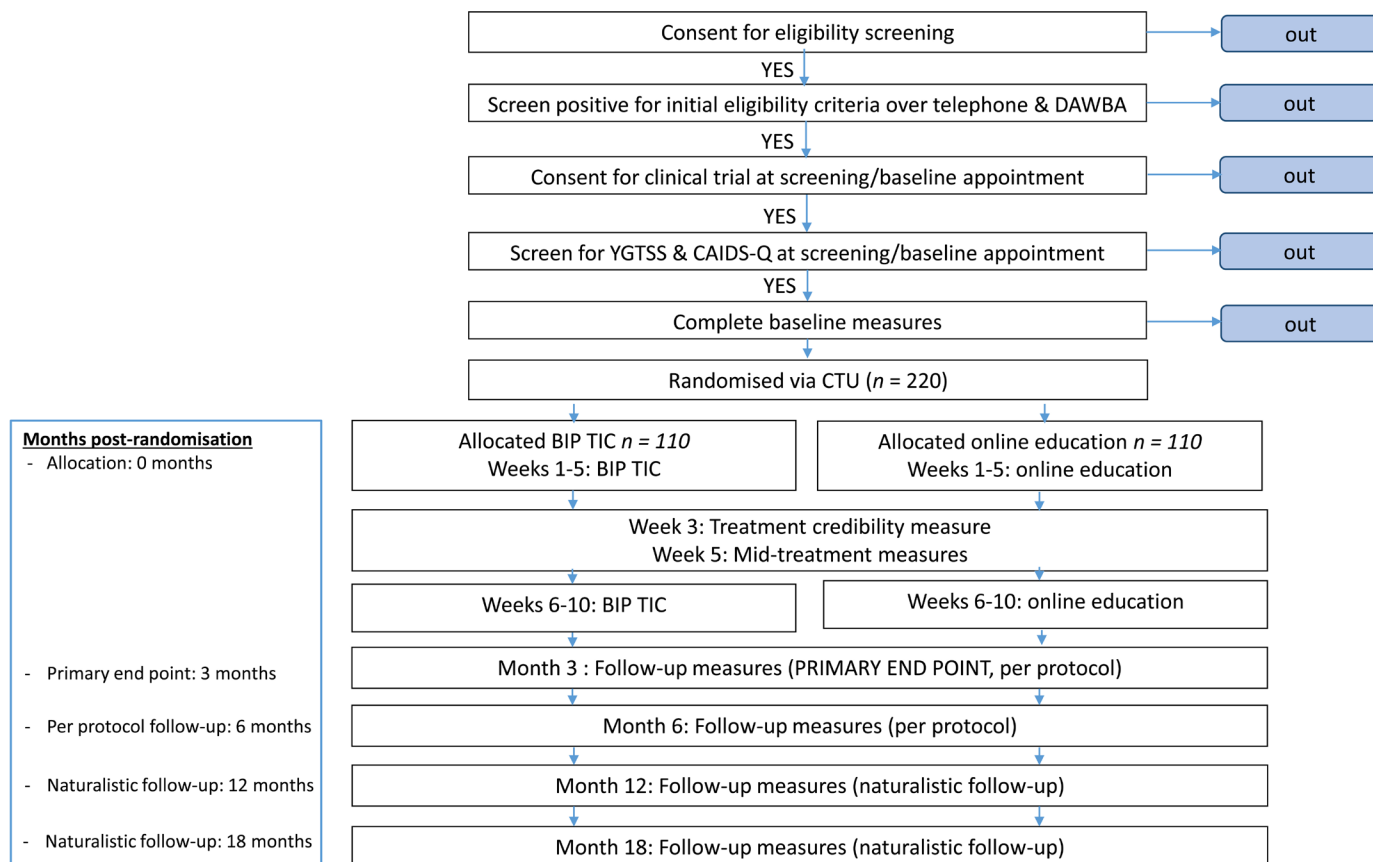 Consent for eligibility screening
out
YES
Screen positive for initial eligibility criteria over telephone & DAWBA
out
YES
Consent for clinical trial at screening/baseline appointment
out
YES
Screen for YGTSS & CAIDS-Q at screening/baseline appointment
out
YES
Complete baseline measures
out
Randomised via CTU (n = 220)
Months post-randomisation
- Allocation: 0 months
Allocated BIP TIC n = 110
Weeks 1-5: BIP TIC
Allocated online education n = 110
Weeks 1-5: online education
Week 3: Treatment credibility measure
Week 5: Mid-treatment measures
Weeks 6-10: BIP TIC
Weeks 6-10: online education
- Primary end point: 3 months
Month 3 : Follow-up measures (PRIMARY END POINT, per protocol)
- Per protocol follow-up: 6 months
Month 6: Follow-up measures (per protocol)
- Naturalistic follow-up: 12 months
Month 12: Follow-up measures (naturalistic follow-up)
- Naturalistic follow-up: 18 months
Month 18: Follow-up measures (naturalistic follow-up)